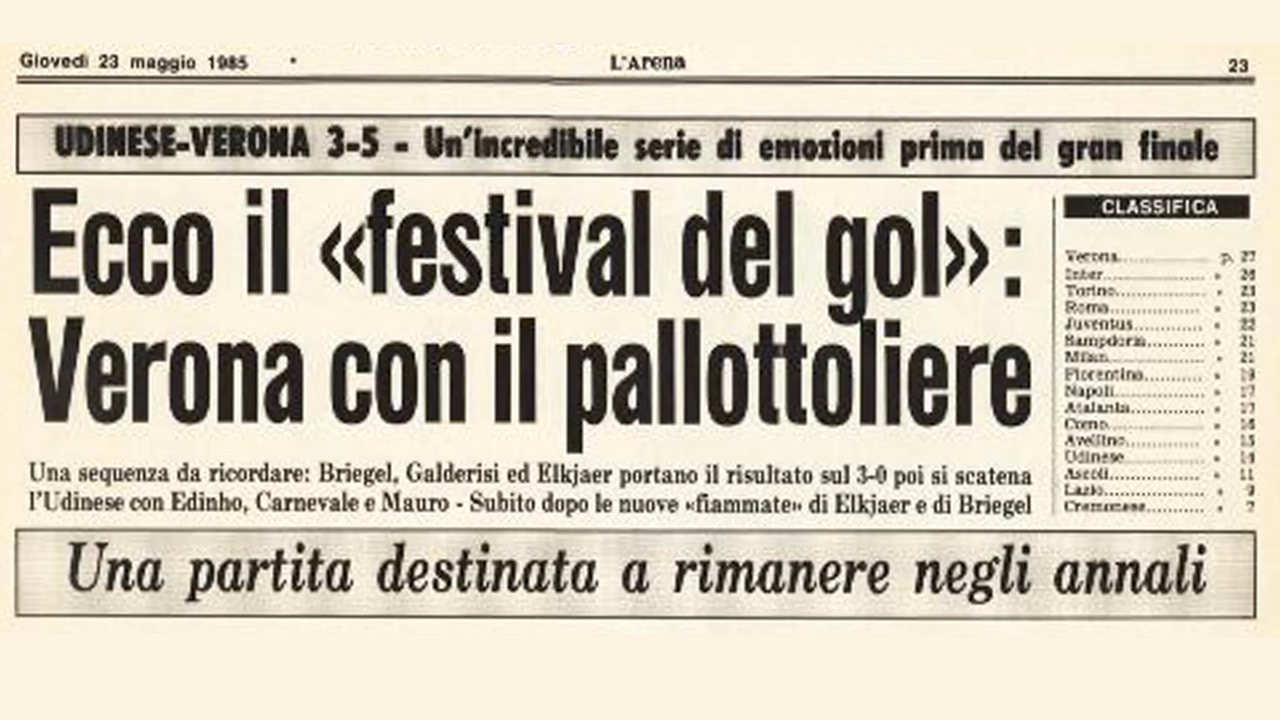 Giovedì 23 maggio 1985
L'Arena
23
UDINESE-VERONA 3-5 - Un'incredibile serie di emozioni prima del gran finale
Ecco il «festival del gol»:
Verona con il pallottoliere
Una sequenza da ricordare: Briegel, Galderisi ed Elkjaer portano il risultato sul 3-0 poi si scatena
l'Udinese con Edinho, Carnevale e Mauro - Subito dopo le nuove «fiammate» di Elkjaer e di Briegel
CLASSIFICA
Verona.................... p. 27
Inter.................... » 26
Torino.................... » 23
Roma.................... » 23
Juventus.................... » 22
Sampdoria.................... » 21
Milan.................... » 21
Fiorentina.................... » 19
Napoli.................... » 17
Atalanta.................... » 17
Como.................... » 16
Avellino.................... » 15
Udinese.................... » 14
Ascoli.................... » 11
Lazio.................... » 9
Cremonese.................... » 7
Una partita destinata a rimanere negli annali